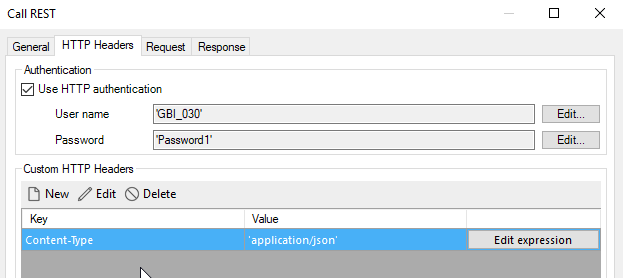 Call REST
General HTTP Headers Request Response
Authentication
Use HTTP authentication
User name 'GBI_030' Edit...
Password 'Password1' Edit...
Custom HTTP Headers
New Edit Delete
Key Value
Content-Type 'application/json' Edit expression